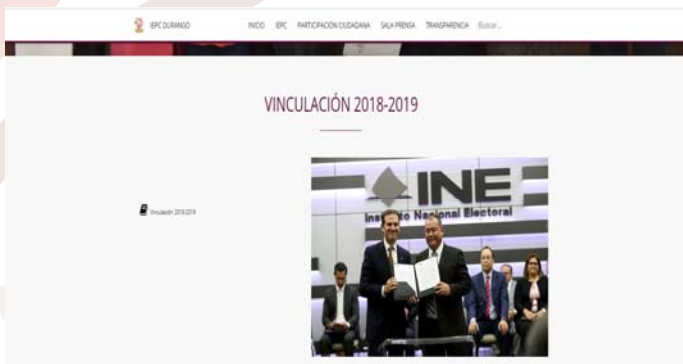 IEPC DURANGO
INICIO IEPC PARTICIPACIÓN CIUDADANA SALA PRENSA TRANSPARENCIA Buscar...
VINCULACIÓN 2018-2019
Vinculación 2018-2019
INE
Instituto Nacional Electoral